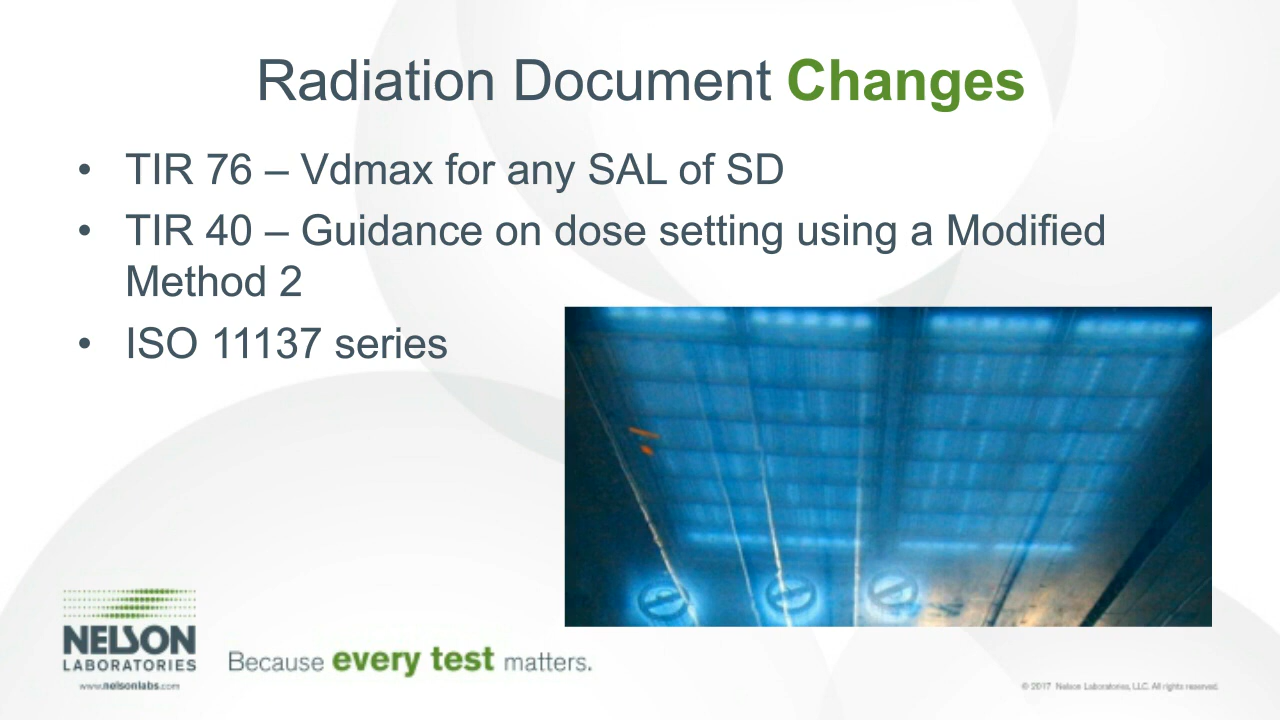 Radiation Document Changes
• TIR 76 – Vdmax for any SAL of SD
• TIR 40 – Guidance on dose setting using a Modified
Method 2
• ISO 11137 series
NELSON
LABORATORIES
www.nelsonlabs.com
Because every test matters.
© 2017 Nelson Laboratories, LLC. All rights reserved.